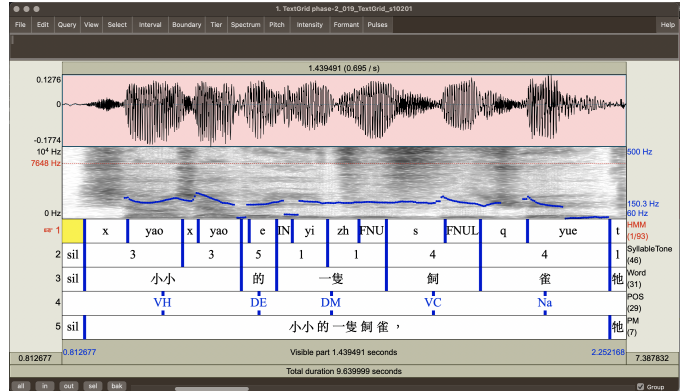 1. TextGrid phase-2_019_TextGrid_s10201
File Edit Query View Select Interval Boundary Tier Spectrum Pitch Intensity Formant Pulses Help
1.439491 (0.695 / s)
0.1276
0
-0.1774
10⁴ Hz 500 Hz
7648 Hz
150.3 Hz
0 Hz 60 Hz
1 x yao x yao e IN yi zh FNU s FNUL q yue t HMM (1/93)
2 sil 3 3 5 1 1 4 4 1 SyllableTone (46)
3 sil 小小 的 一隻 飼 雀 牠 Word (31)
4 VH DE DM VC Na POS (29)
5 sil 小小 的 一隻 飼 雀 , 牠 PM (7)
0.812677 Visible part 1.439491 seconds 2.252168
0.812677 7.387832
Total duration 9.639999 seconds
all in out sel bak Group